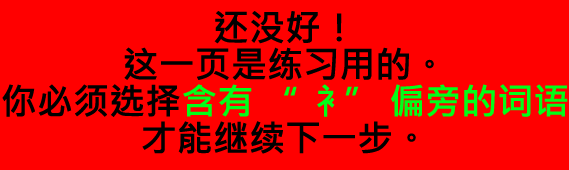 还没好！
这一页是练习用的。
你必须選择含有 “ 衤” 偏旁的词语
才能继续下一步。